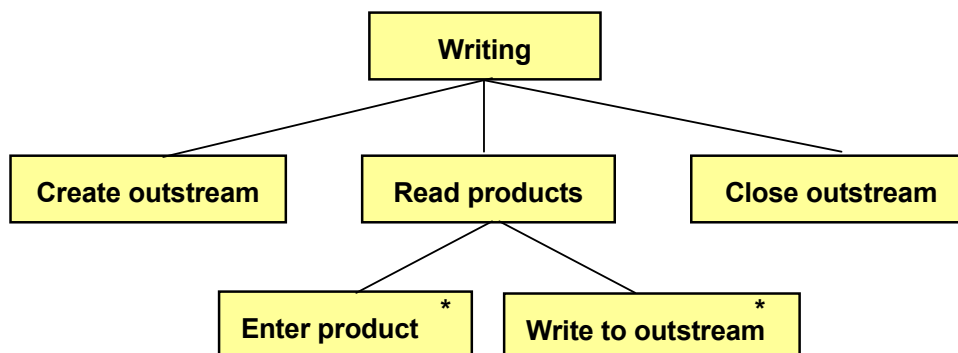 Writing
Create outstream
Read products
Close outstream
Enter product *
Write to outstream *